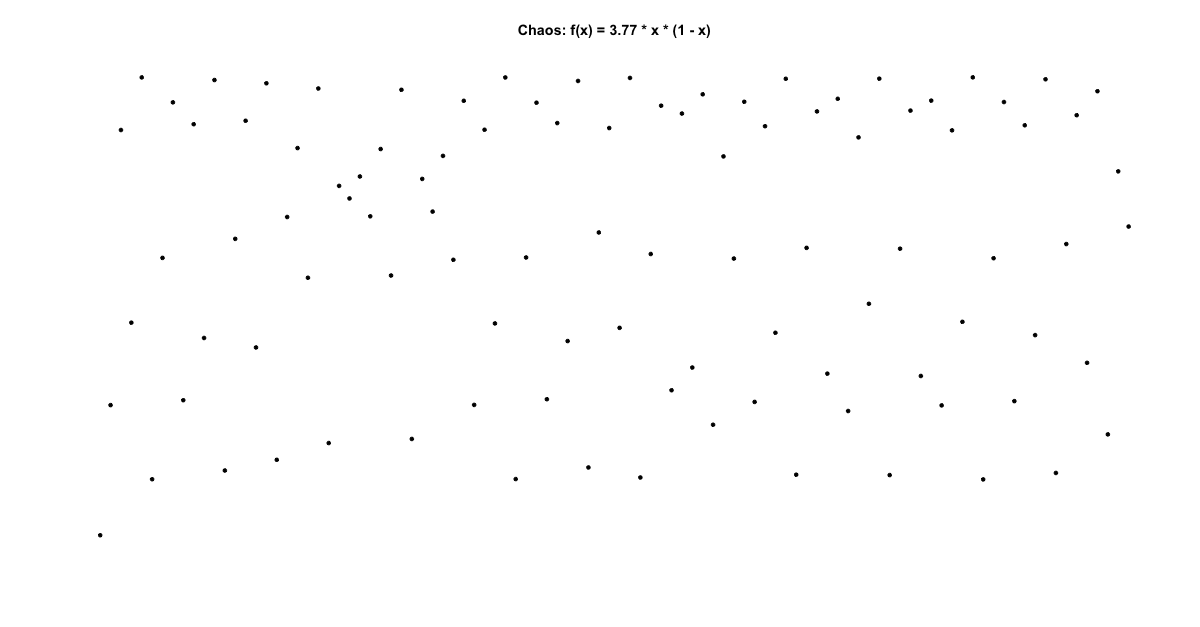 Chaos: f(x) = 3.77 * x * (1 - x)